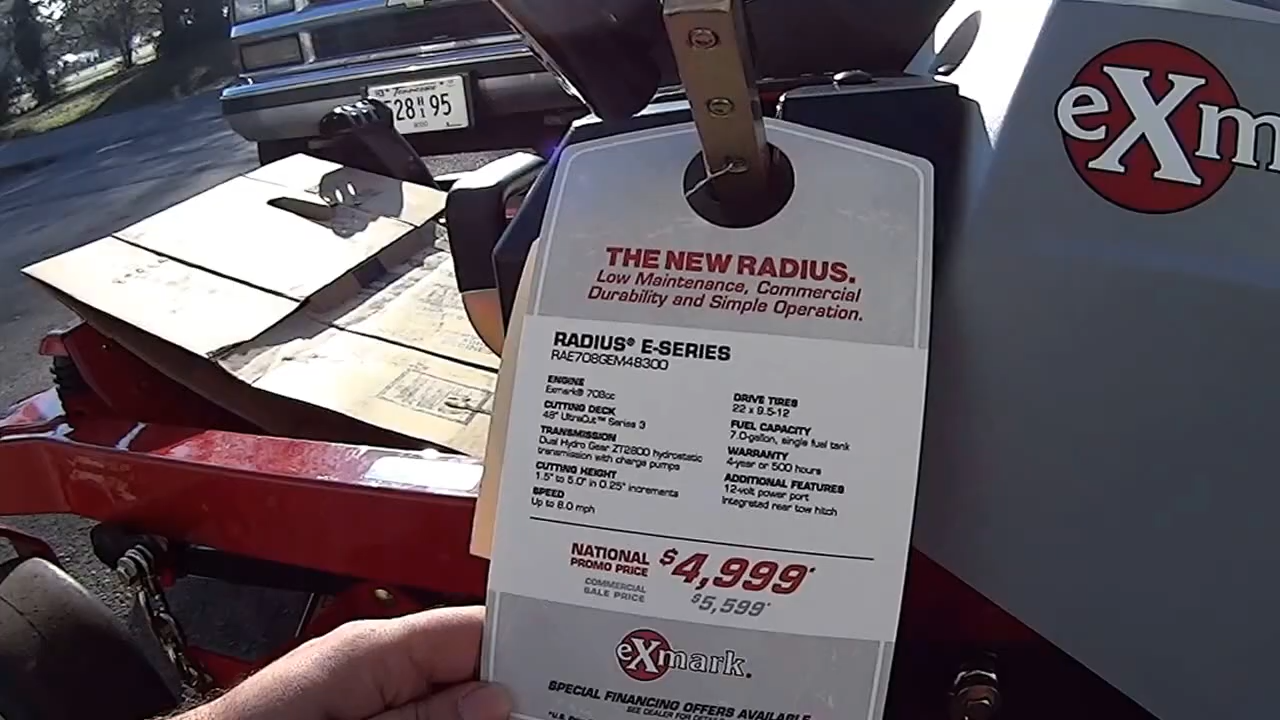 Tennessee
28 95
eXm
THE NEW RADIUS.
Low Maintenance, Commercial
Durability and Simple Operation.
RADIUS® E-SERIES
RAE708GEM48300
ENGINE
Exmark® 708cc
CUTTING DECK
48" UltraCut™ Series 3
TRANSMISSION
Dual Hydro Gear ZT2800 hydrostatic
transmission with charge pumps
CUTTING HEIGHT
1.5" to 5.0" in 0.25" increments
SPEED
Up to 8.0 mph
DRIVE TIRES
22 x 9.5-12
FUEL CAPACITY
7.0-gallon, single fuel tank
WARRANTY
4-year or 500 hours
ADDITIONAL FEATURES
12-volt power port
Integrated rear tow hitch
NATIONAL
PROMO PRICE
$4,999*
COMMERCIAL
SALE PRICE
$5,599*
eXmark.
SPECIAL FINANCING OFFERS AVAILABLE
SEE DEALER FOR DETAILS